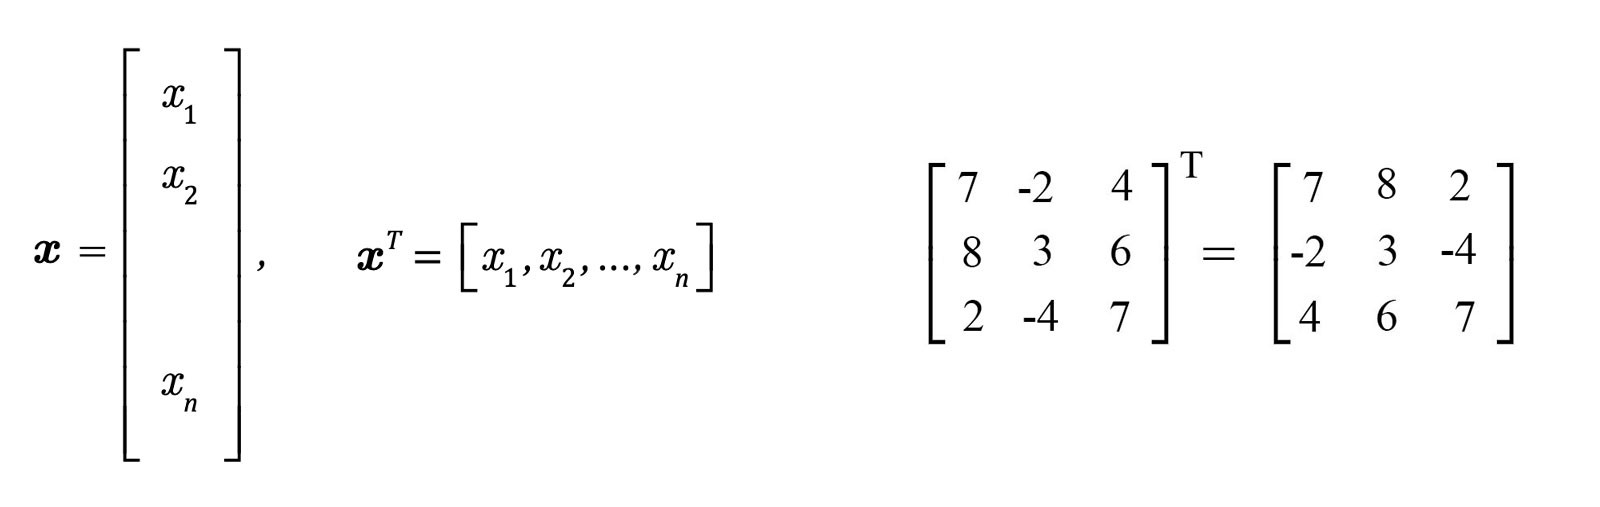 x = [ x₁ x₂ xₙ ] , xᵀ = [x₁, x₂, ..., xₙ]
[ 7 -2 4 ]ᵀ = [ 7 8 2 ]
[ 8 3 6 ] [ -2 3 -4 ]
[ 2 -4 7 ] [ 4 6 7 ]